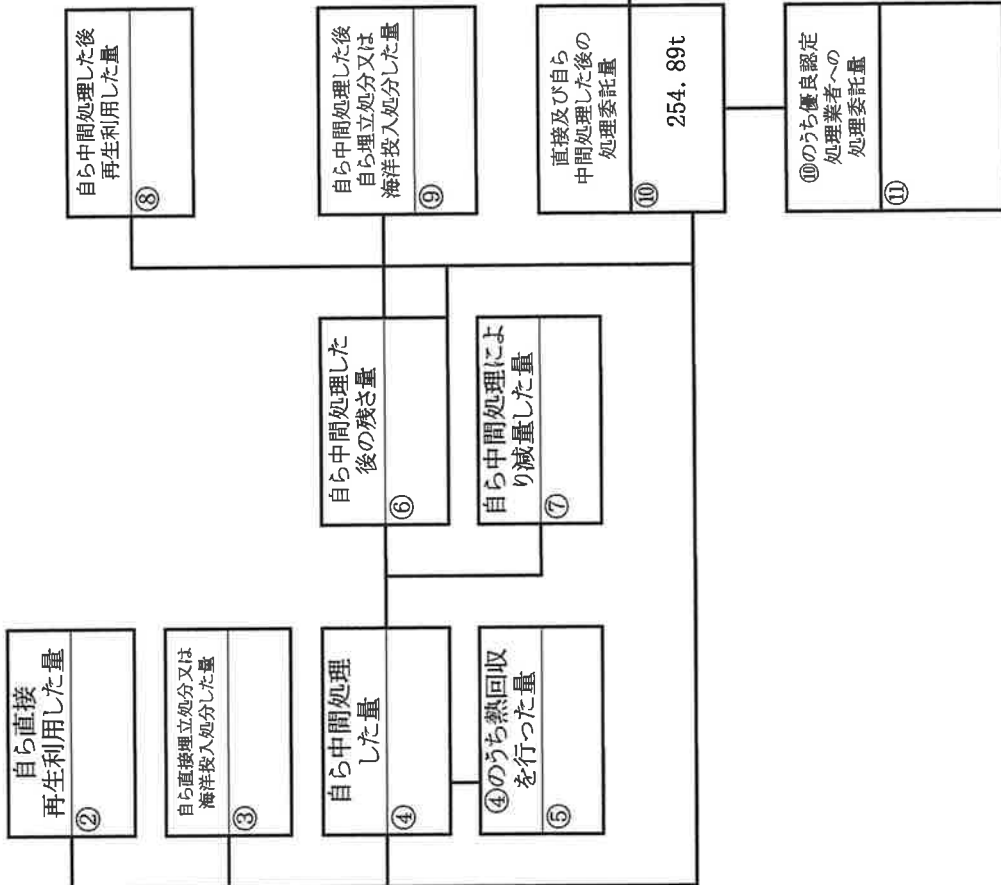 自ら直接
再生利用した量
②
自ら直接埋立処分又は
海洋投入処分した量
③
自ら中間処理
した量
④
④のうち熱回収
を行った量
⑤
自ら中間処理した
後の残さ量
⑥
自ら中間処理によ
り減量した量
⑦
自ら中間処理した後
再生利用した量
⑧
自ら中間処理した後
自ら埋立処分又は
海洋投入処分した量
⑨
直接及び自ら
中間処理した後の
処理委託量
⑩
254.89t
⑩のうち優良認定
処理業者への
処理委託量
⑪